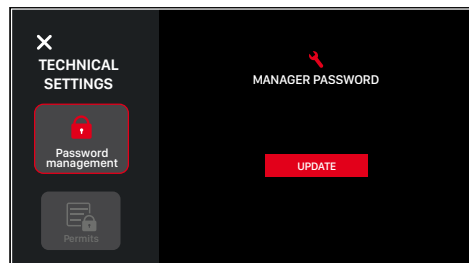 TECHNICAL
SETTINGS
Password
management
Permits
MANAGER PASSWORD
UPDATE